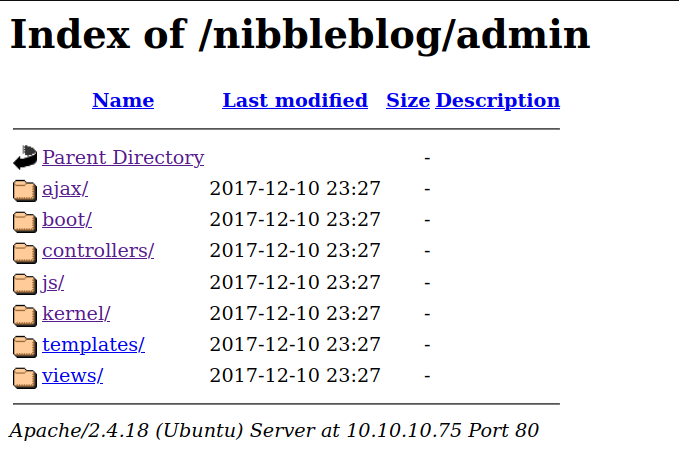 Index of /nibbleblog/admin
Name Last modified Size Description
Parent Directory -
ajax/ 2017-12-10 23:27 -
boot/ 2017-12-10 23:27 -
controllers/ 2017-12-10 23:27 -
js/ 2017-12-10 23:27 -
kernel/ 2017-12-10 23:27 -
templates/ 2017-12-10 23:27 -
views/ 2017-12-10 23:27 -
Apache/2.4.18 (Ubuntu) Server at 10.10.10.75 Port 80